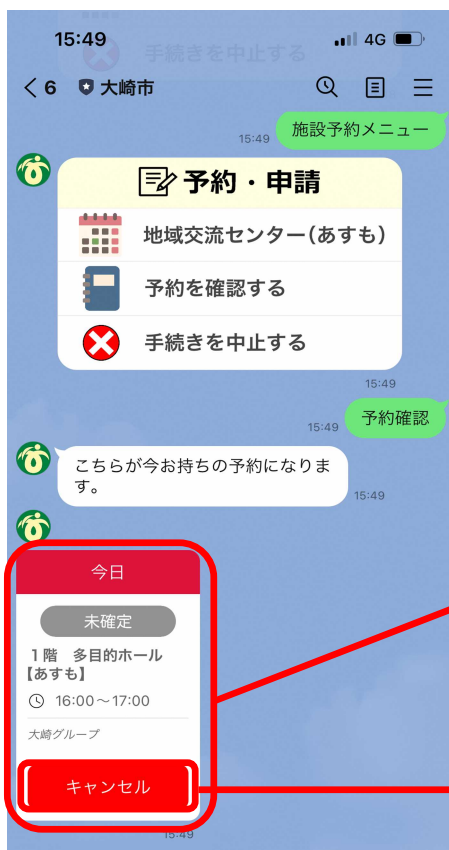 手続きを中止する
15:49
4G
6 大崎市
施設予約メニュー
15:49
予約・申請
地域交流センター(あすも)
予約を確認する
手続きを中止する
15:49
予約確認
15:49
こちらが今お持ちの予約になりま
す。
15:49
今日
未確定
1階 多目的ホール
【あすも】
16:00～17:00
大崎グループ
キャンセル
15:49